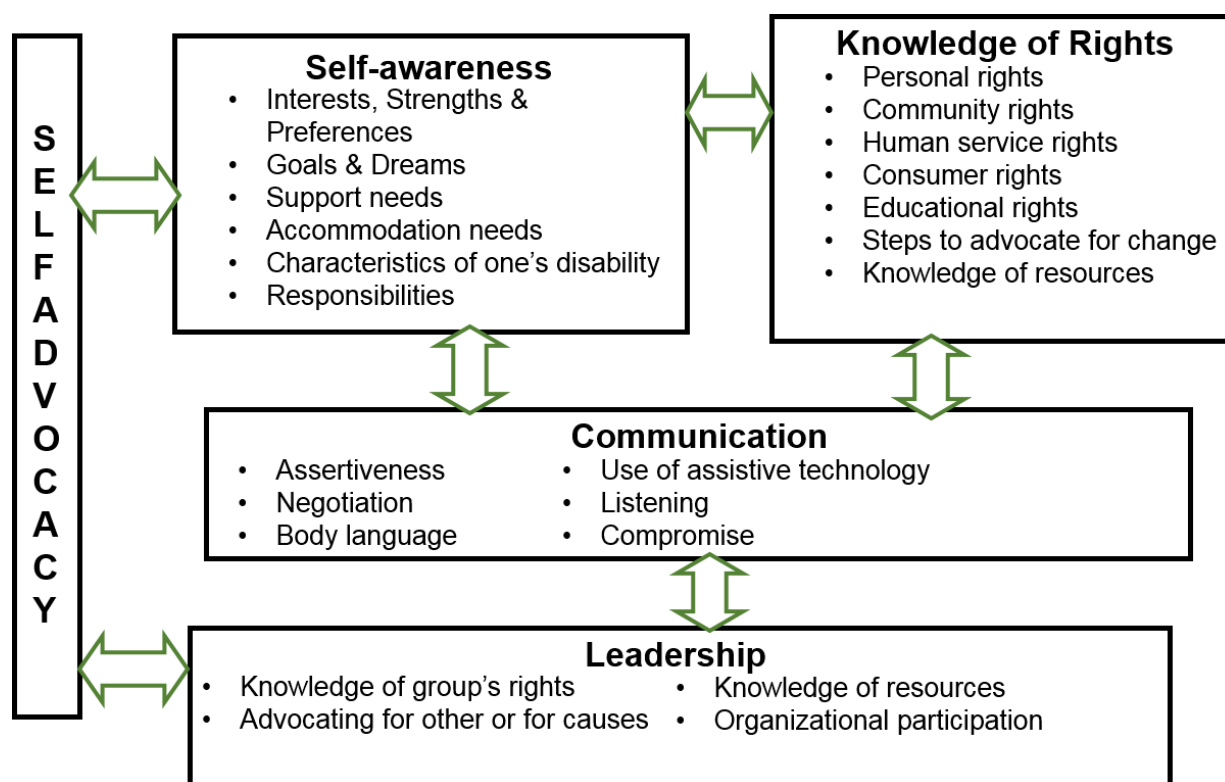 SELF ADVOCACY
Self-awareness
• Interests, Strengths &
Preferences
• Goals & Dreams
• Support needs
• Accommodation needs
• Characteristics of one’s disability
• Responsibilities
Knowledge of Rights
• Personal rights
• Community rights
• Human service rights
• Consumer rights
• Educational rights
• Steps to advocate for change
• Knowledge of resources
Communication
• Assertiveness
• Negotiation
• Body language
• Use of assistive technology
• Listening
• Compromise
Leadership
• Knowledge of group’s rights
• Advocating for other or for causes
• Knowledge of resources
• Organizational participation